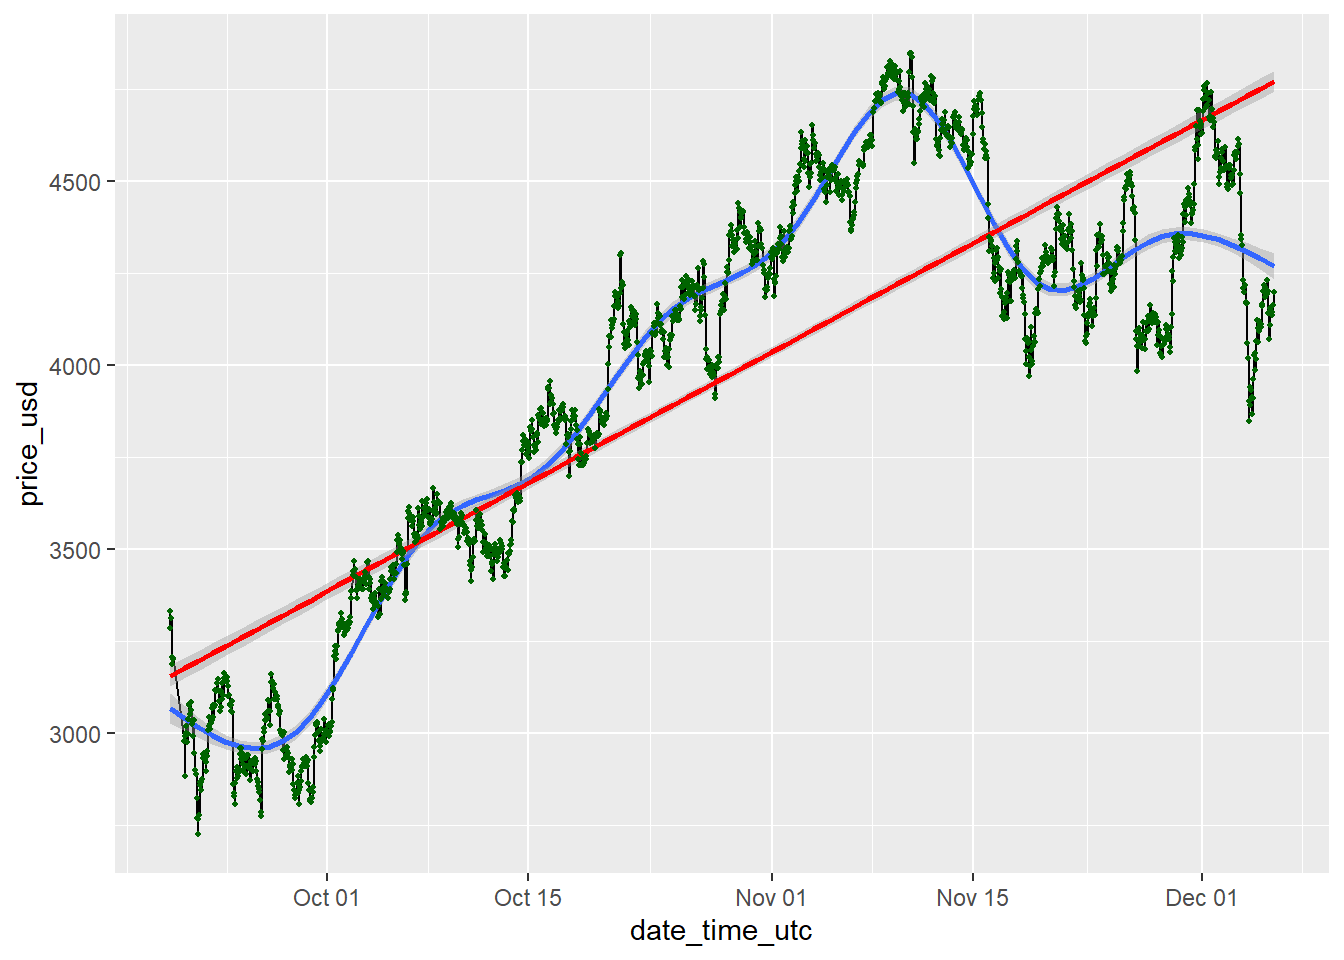 price_usd
4500
4000
3500
3000
Oct 01
Oct 15
Nov 01
Nov 15
Dec 01
date_time_utc